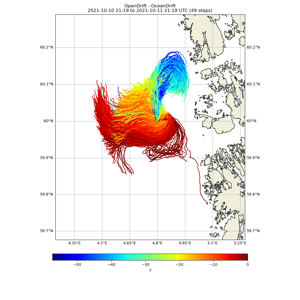 OpenDrift - OceanDrift
2021-10-10 21:19 to 2021-10-11 21:19 UTC (49 steps)
60.2°N 60.2°N
60.1°N 60.1°N
60°N 60°N
59.9°N 59.9°N
59.8°N 59.8°N
59.7°N 59.7°N
4.35°E 4.5°E 4.65°E 4.8°E 4.95°E 5.1°E 5.25°E
−50 −40 −30 −20 −10 0
z